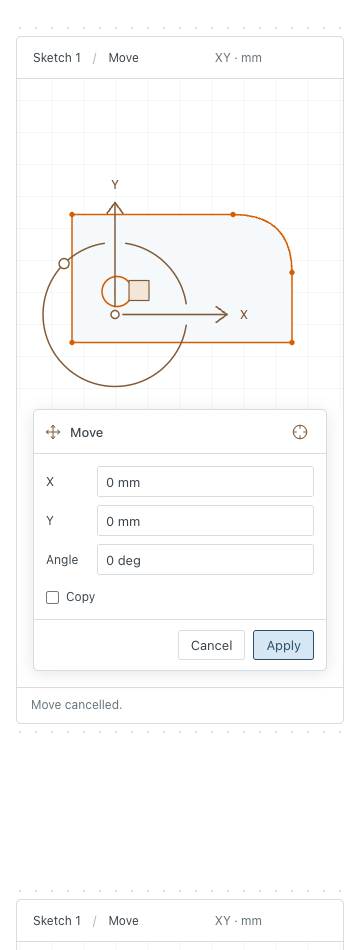 Sketch 1 / Move XY · mm
Y
X
Move
X 0 mm
Y 0 mm
Angle 0 deg
Copy
Cancel Apply
Move cancelled.
Sketch 1 / Move XY · mm